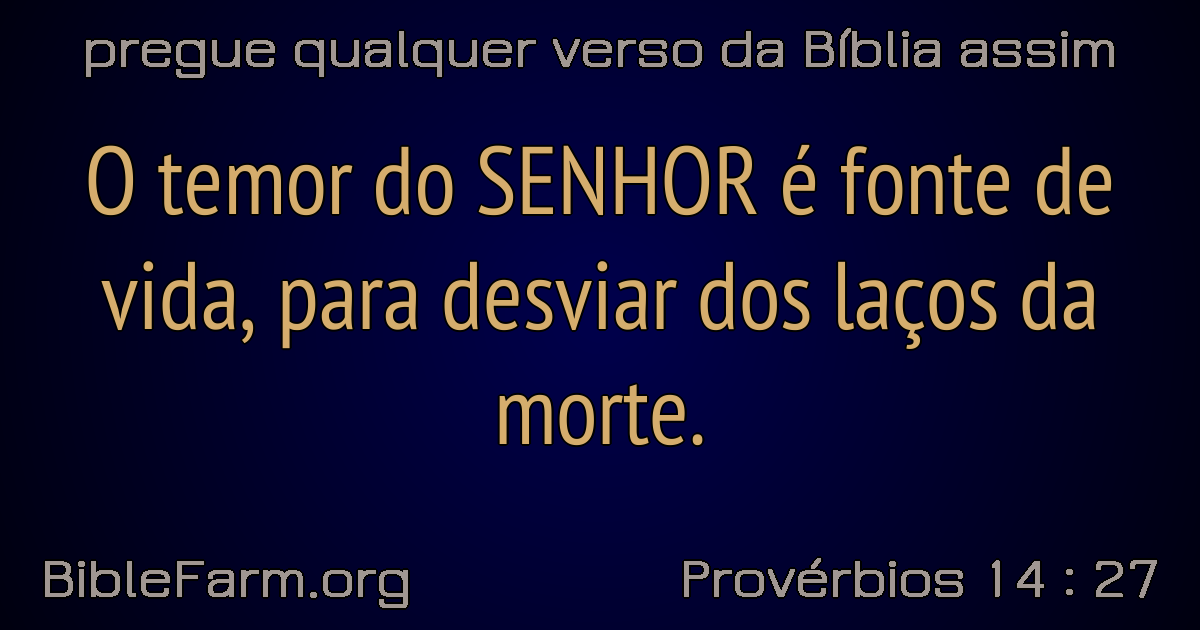 pregue qualquer verso da Bíblia assim
O temor do SENHOR é fonte de
vida, para desviar dos laços da
morte.
BibleFarm.org
Provérbios 14 : 27